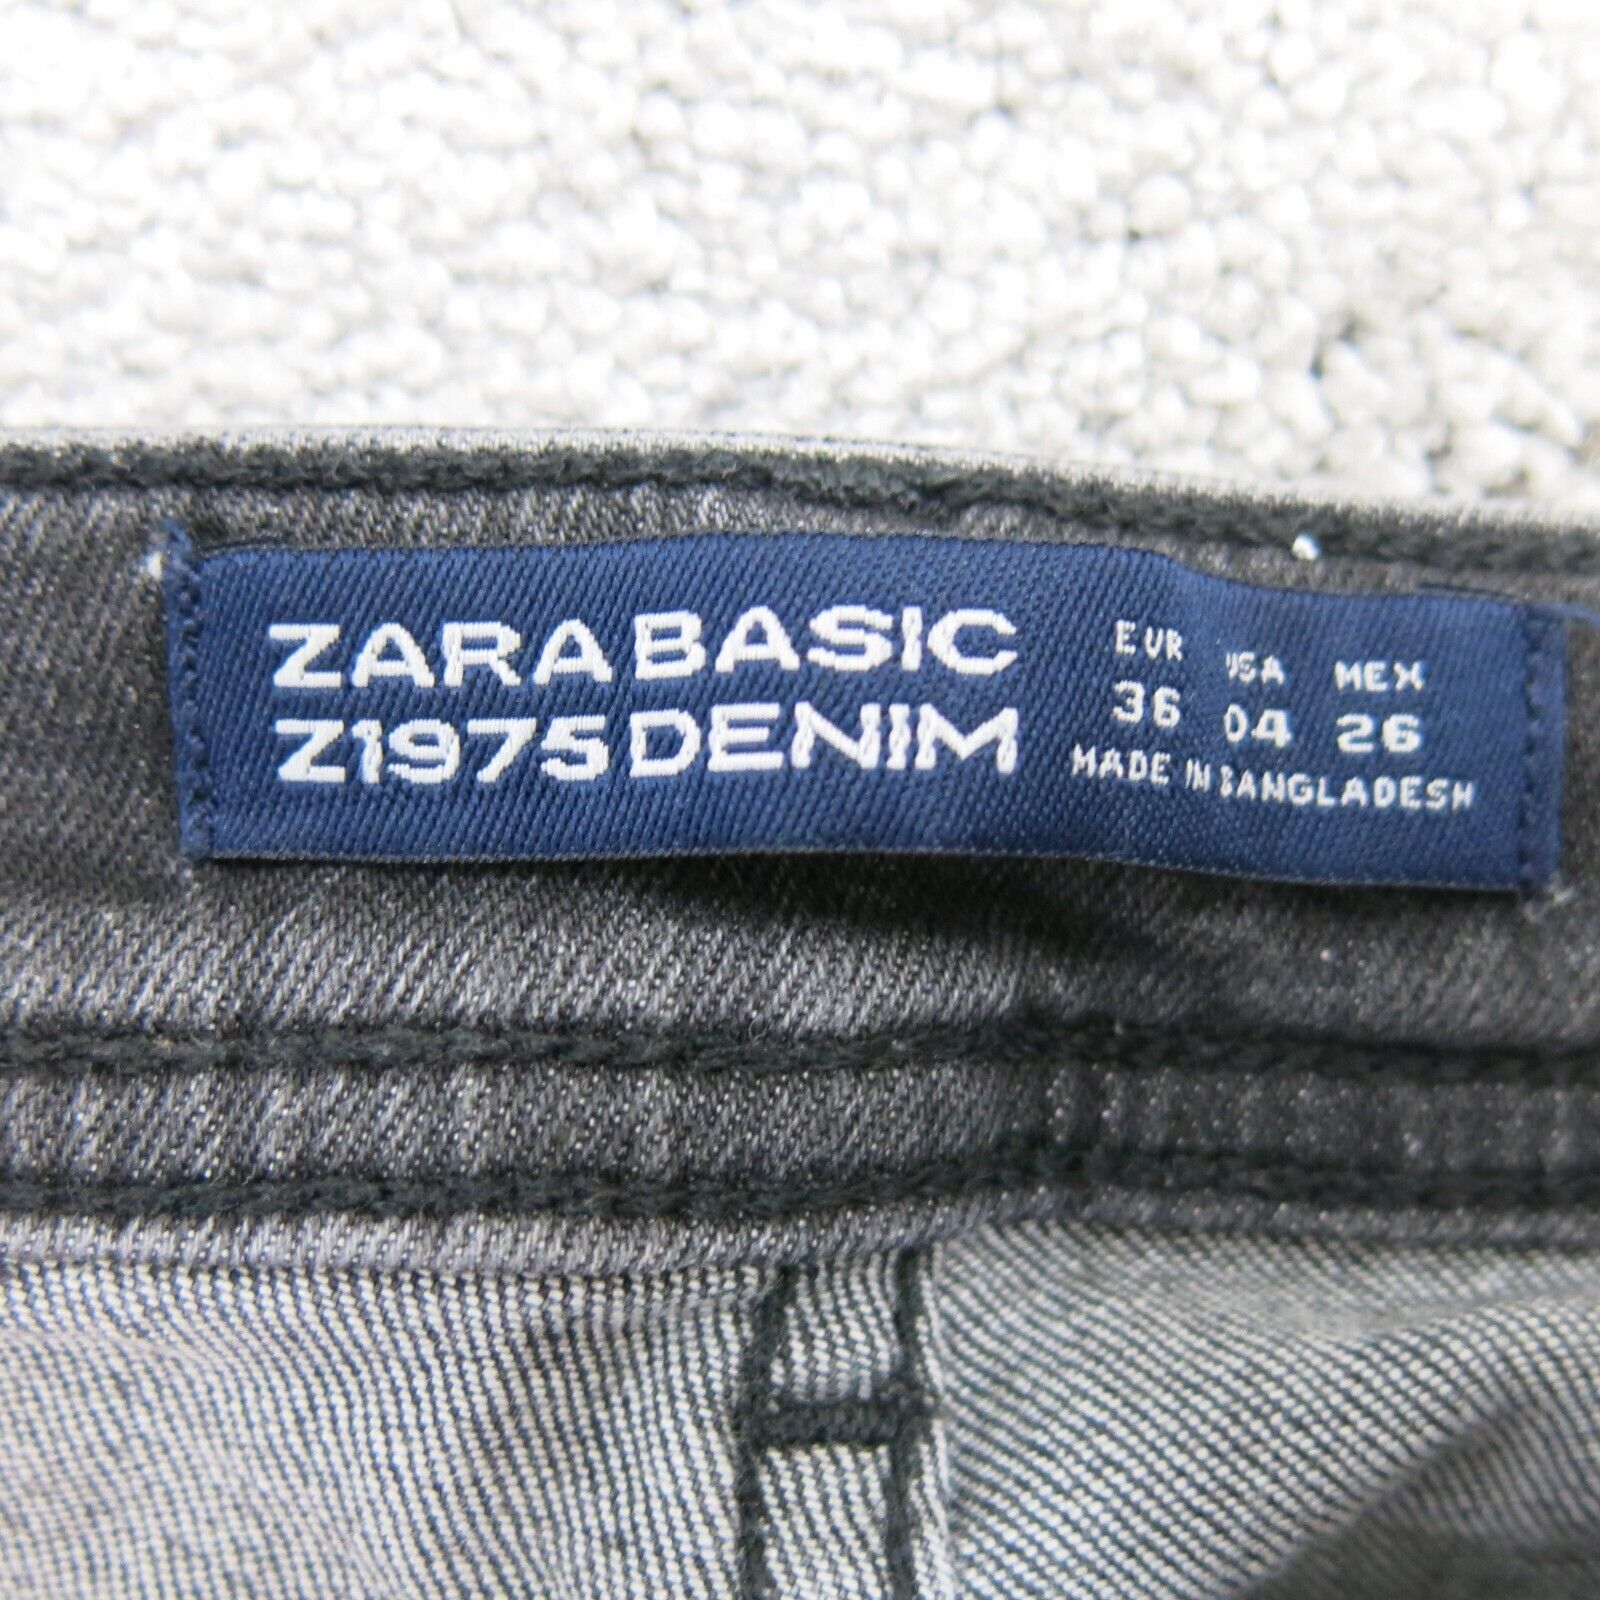 ZARA BASIC
Z1975 DENIM
EUR USA MEX
36 04 26
MADE IN BANGLADESH